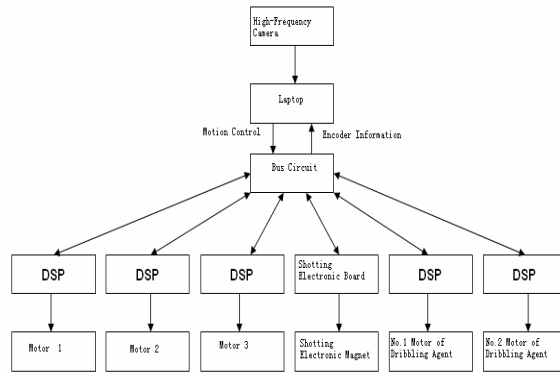 High-Frequency
Camera
Laptop
Motion Control
Encoder Information
Bus Circuit
DSP
DSP
DSP
Shotting
Electronic Board
DSP
DSP
Motor 1
Motor 2
Motor 3
Shotting
Electronic Magnet
No.1 Motor of
Dribbling Agent
No.2 Motor of
Dribbling Agent